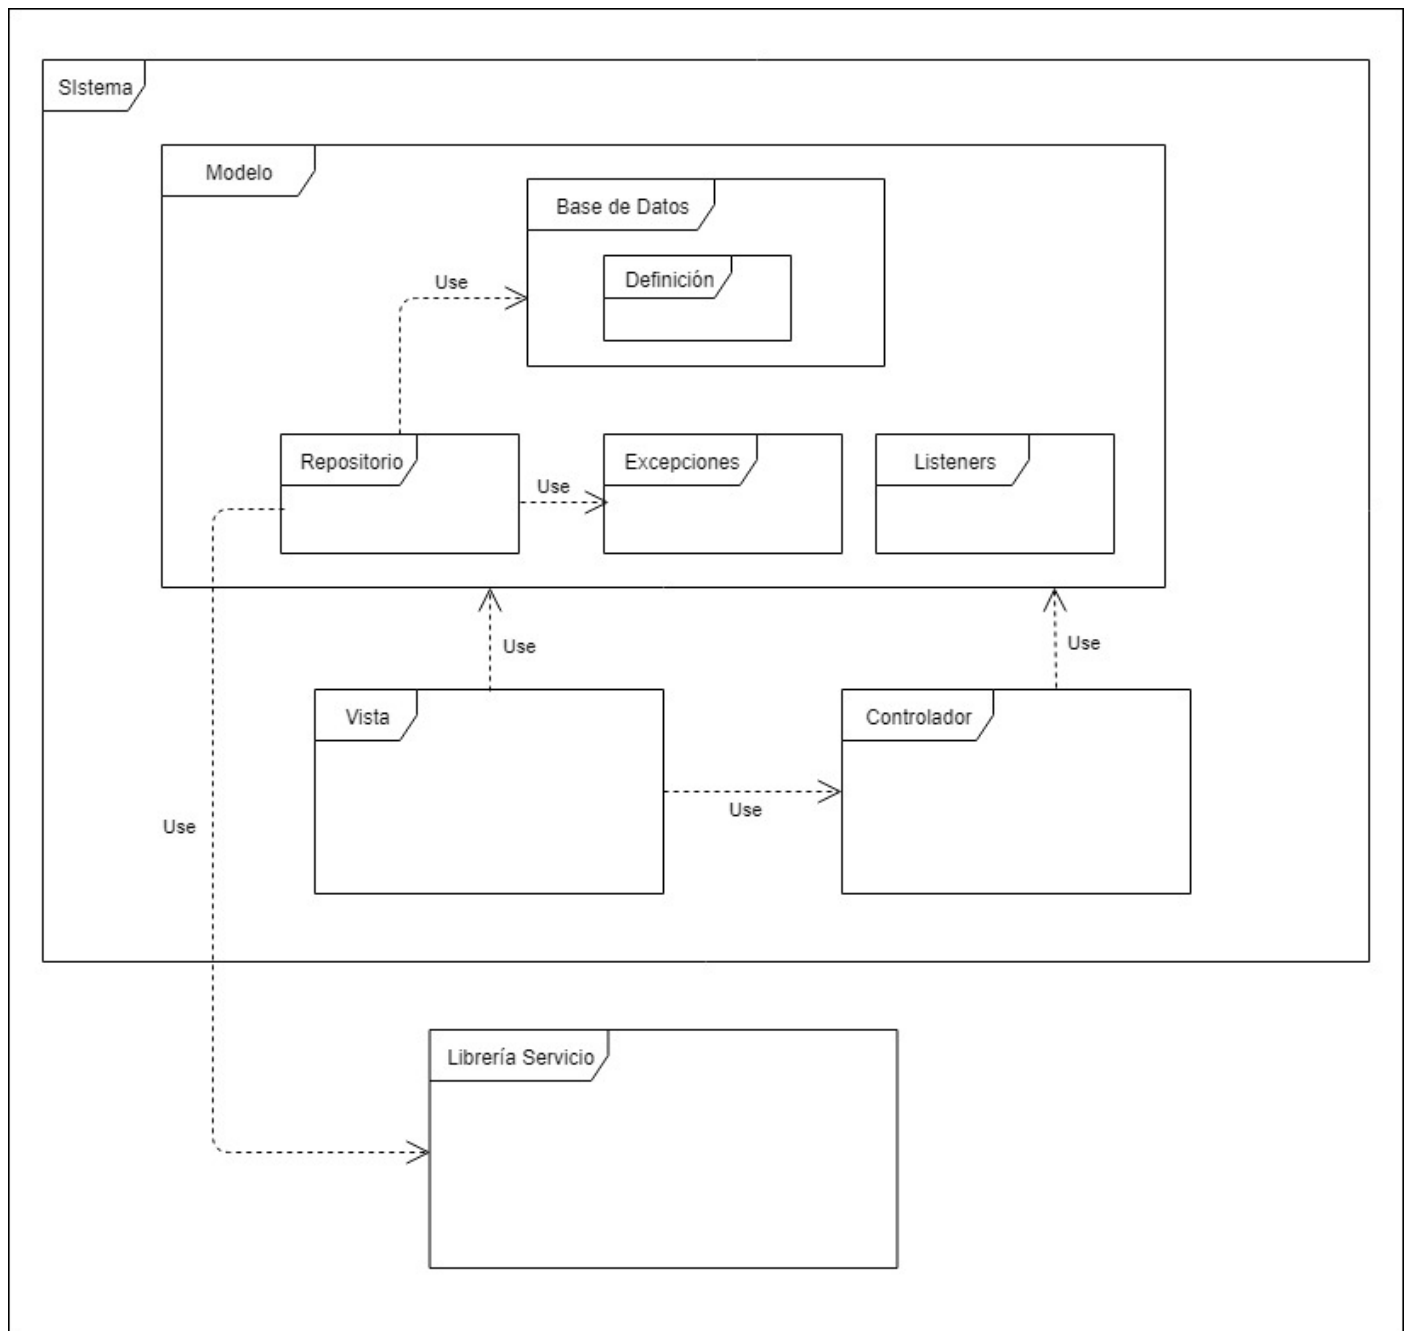 SIstema
Modelo
Base de Datos
Definición
Use
Repositorio
Use
Excepciones
Listeners
Use
Use
Vista
Controlador
Use
Use
Librería Servicio